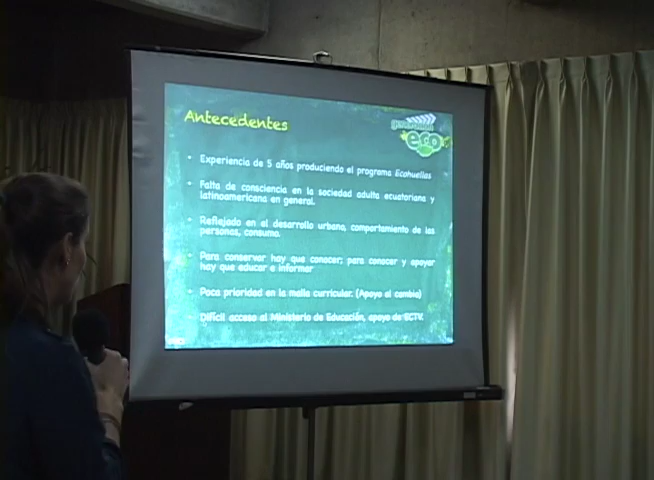 Antecedentes
generación
eco
Experiencia de 5 años produciendo el programa Ecohuellas
Falta de consciencia en la sociedad adulta ecuatoriana y
latinoamericana en general.
Reflejado en el desarrollo urbano, comportamiento de las
personas, consumo.
Para conservar hay que conocer; para conocer y apoyar
hay que educar e informar
Poca prioridad en la malla curricular. (Apoyo al cambio)
Difícil acceso al Ministerio de Educación, apoyo de ECTV.